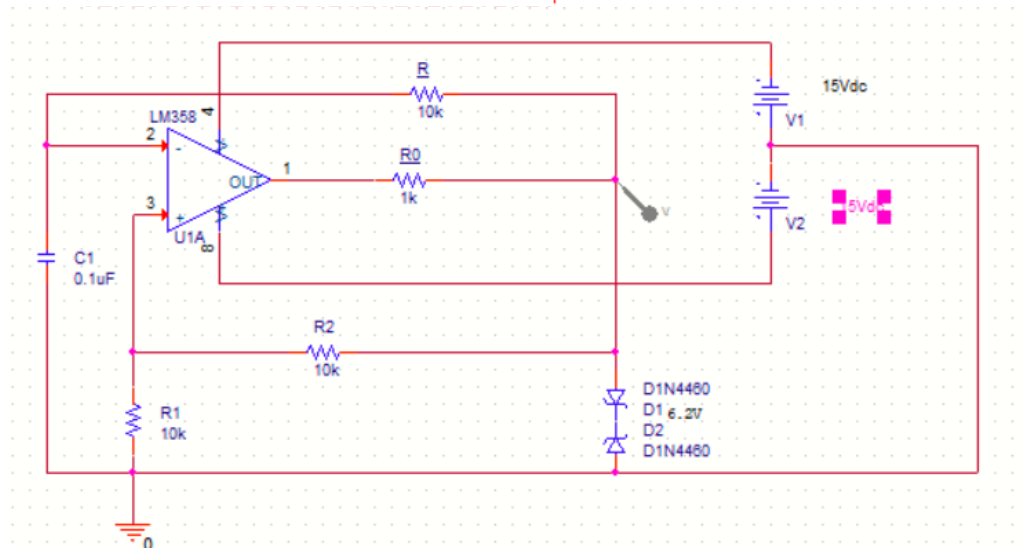 R
10k
15Vdc
V1
LM358
4
2
-
OUT
1
R0
1k
V
3
+
U1A
8
V2
15Vdc
C1
0.1uF
R2
10k
D1N4460
D1 6.2V
D2
D1N4460
R1
10k
0